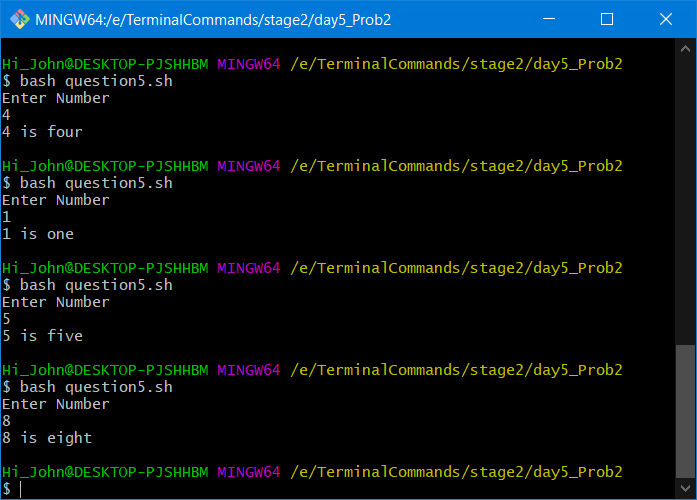 MINGW64:/e/TerminalCommands/stage2/day5_Prob2
Hi_John@DESKTOP-PJSHHBM MINGW64 /e/TerminalCommands/stage2/day5_Prob2
$ bash question5.sh
Enter Number
4
4 is four
Hi_John@DESKTOP-PJSHHBM MINGW64 /e/TerminalCommands/stage2/day5_Prob2
$ bash question5.sh
Enter Number
1
1 is one
Hi_John@DESKTOP-PJSHHBM MINGW64 /e/TerminalCommands/stage2/day5_Prob2
$ bash question5.sh
Enter Number
5
5 is five
Hi_John@DESKTOP-PJSHHBM MINGW64 /e/TerminalCommands/stage2/day5_Prob2
$ bash question5.sh
Enter Number
8
8 is eight
Hi_John@DESKTOP-PJSHHBM MINGW64 /e/TerminalCommands/stage2/day5_Prob2
$